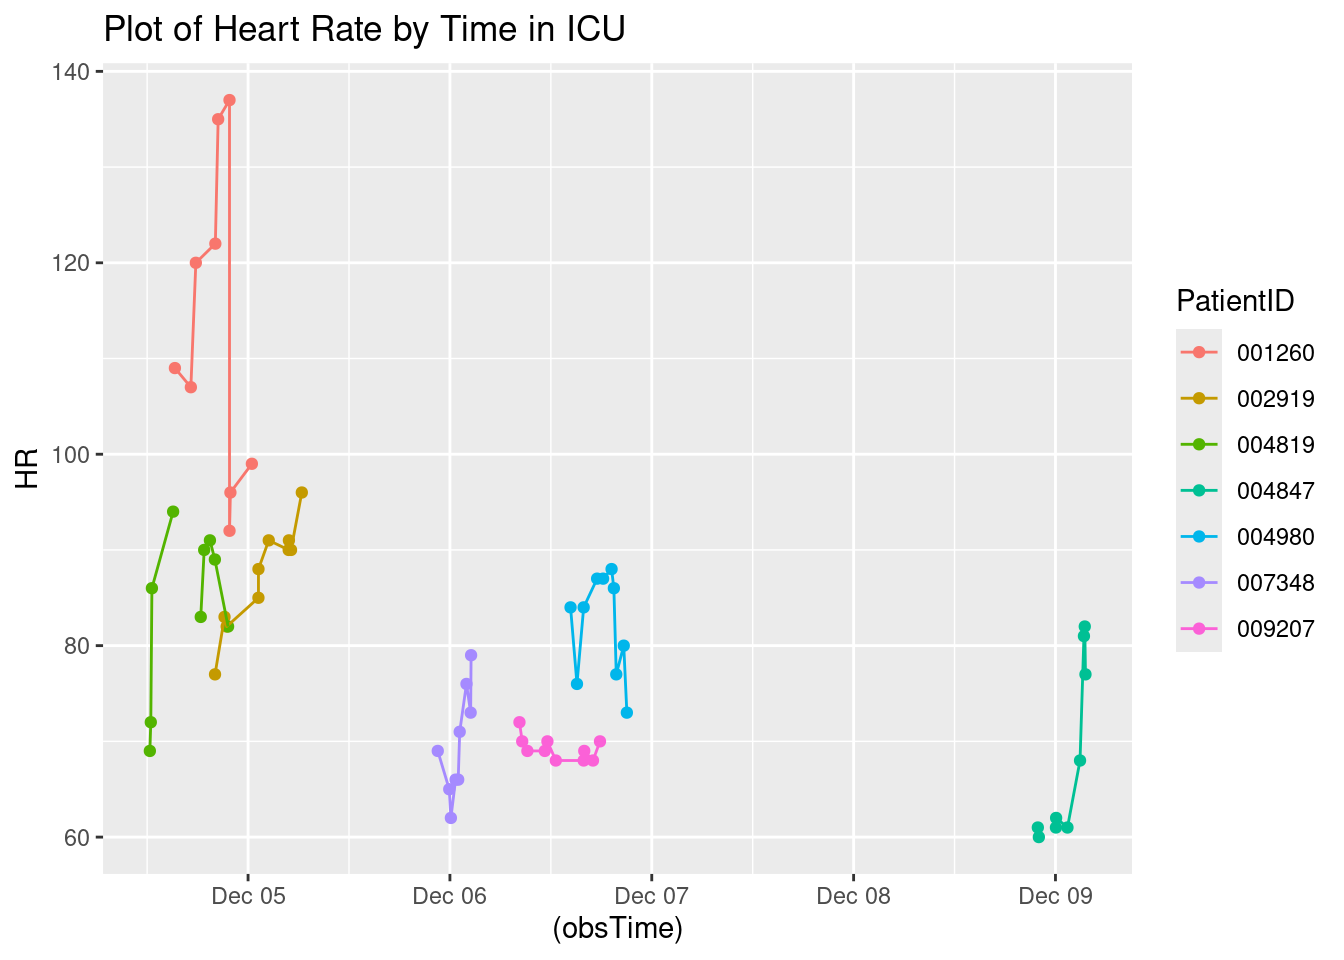 Plot of Heart Rate by Time in ICU
140
120
100
80
60
HR
Dec 05
Dec 06
Dec 07
Dec 08
Dec 09
(obsTime)
PatientID
001260
002919
004819
004847
004980
007348
009207